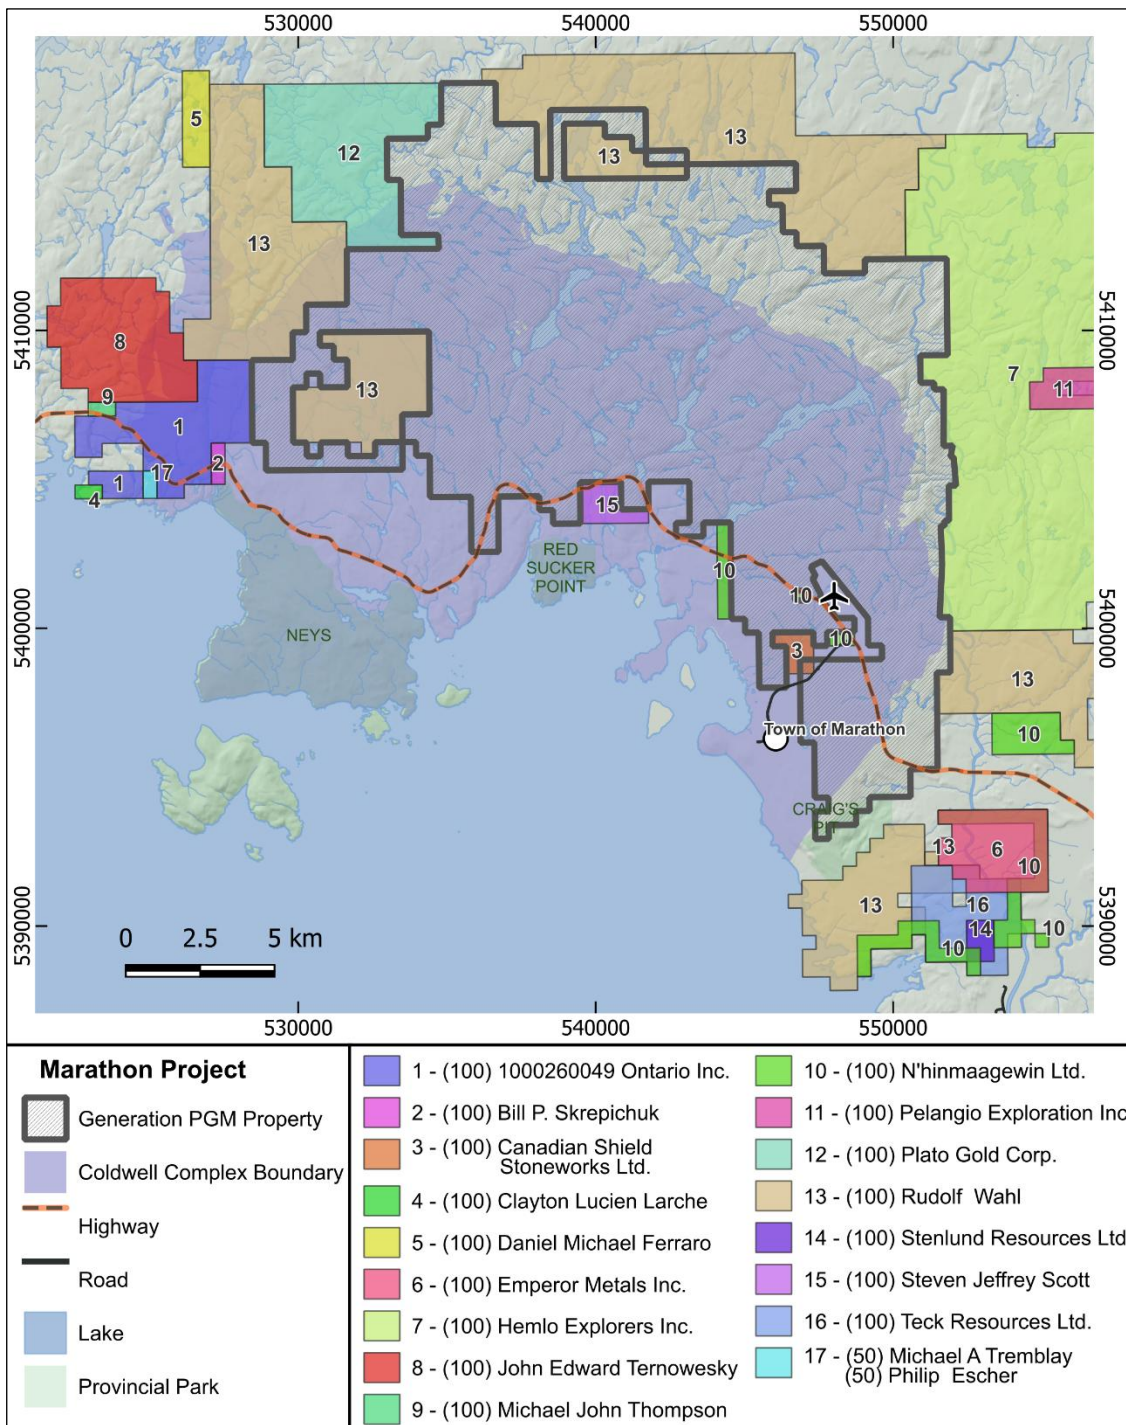 530000 540000 550000
5
12
13
13
13
5410000
5410000
8
13
7
11
9
1
2
17
1
4
15
RED
SUCKER
POINT
10
10
NEYS
5400000
5400000
10
3
13
Town of Marathon
10
CRAIG'S
PIT
13
6
10
13
16
5390000
14
10
10
5390000
0 2.5 5 km
530000 540000 550000
Marathon Project
Generation PGM Property
Coldwell Complex Boundary
Highway
Road
Lake
Provincial Park
1 - (100) 1000260049 Ontario Inc.
2 - (100) Bill P. Skrepichuk
3 - (100) Canadian Shield
Stoneworks Ltd.
4 - (100) Clayton Lucien Larche
5 - (100) Daniel Michael Ferraro
6 - (100) Emperor Metals Inc.
7 - (100) Hemlo Explorers Inc.
8 - (100) John Edward Ternowesky
9 - (100) Michael John Thompson
10 - (100) N'hinmaagewin Ltd.
11 - (100) Pelangio Exploration Inc
12 - (100) Plato Gold Corp.
13 - (100) Rudolf Wahl
14 - (100) Stenlund Resources Ltd
15 - (100) Steven Jeffrey Scott
16 - (100) Teck Resources Ltd.
17 - (50) Michael A Tremblay
(50) Philip Escher